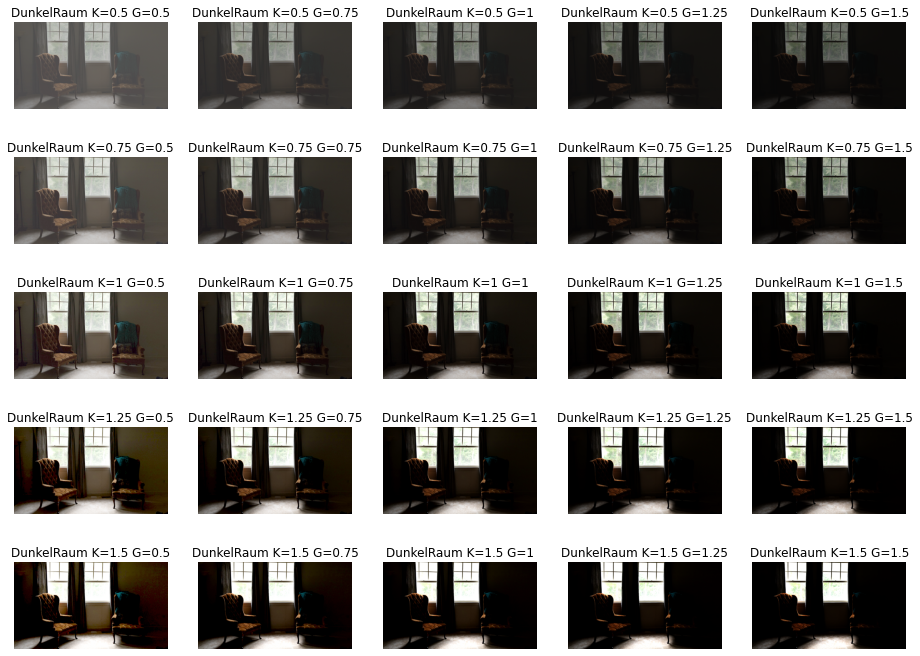 DunkelRaum K=0.5 G=0.5
DunkelRaum K=0.5 G=0.75
DunkelRaum K=0.5 G=1
DunkelRaum K=0.5 G=1.25
DunkelRaum K=0.5 G=1.5
DunkelRaum K=0.75 G=0.5
DunkelRaum K=0.75 G=0.75
DunkelRaum K=0.75 G=1
DunkelRaum K=0.75 G=1.25
DunkelRaum K=0.75 G=1.5
DunkelRaum K=1 G=0.5
DunkelRaum K=1 G=0.75
DunkelRaum K=1 G=1
DunkelRaum K=1 G=1.25
DunkelRaum K=1 G=1.5
DunkelRaum K=1.25 G=0.5
DunkelRaum K=1.25 G=0.75
DunkelRaum K=1.25 G=1
DunkelRaum K=1.25 G=1.25
DunkelRaum K=1.25 G=1.5
DunkelRaum K=1.5 G=0.5
DunkelRaum K=1.5 G=0.75
DunkelRaum K=1.5 G=1
DunkelRaum K=1.5 G=1.25
DunkelRaum K=1.5 G=1.5